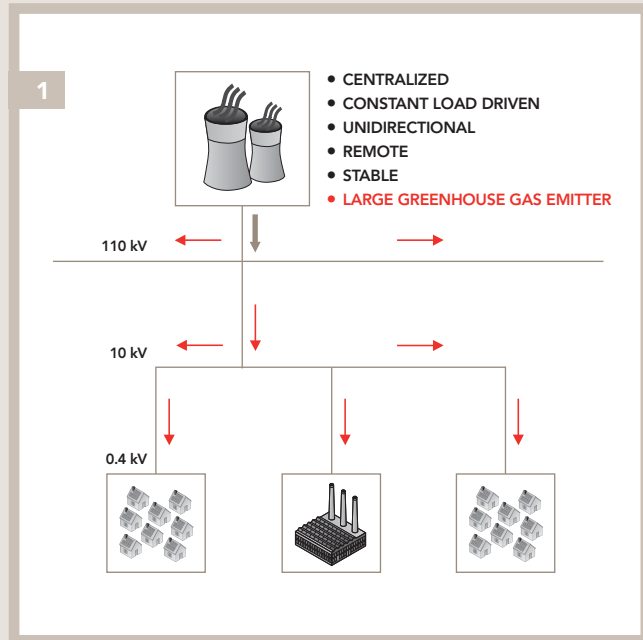 1
• CENTRALIZED
• CONSTANT LOAD DRIVEN
• UNIDIRECTIONAL
• REMOTE
• STABLE
• LARGE GREENHOUSE GAS EMITTER
110 kV
10 kV
0.4 kV